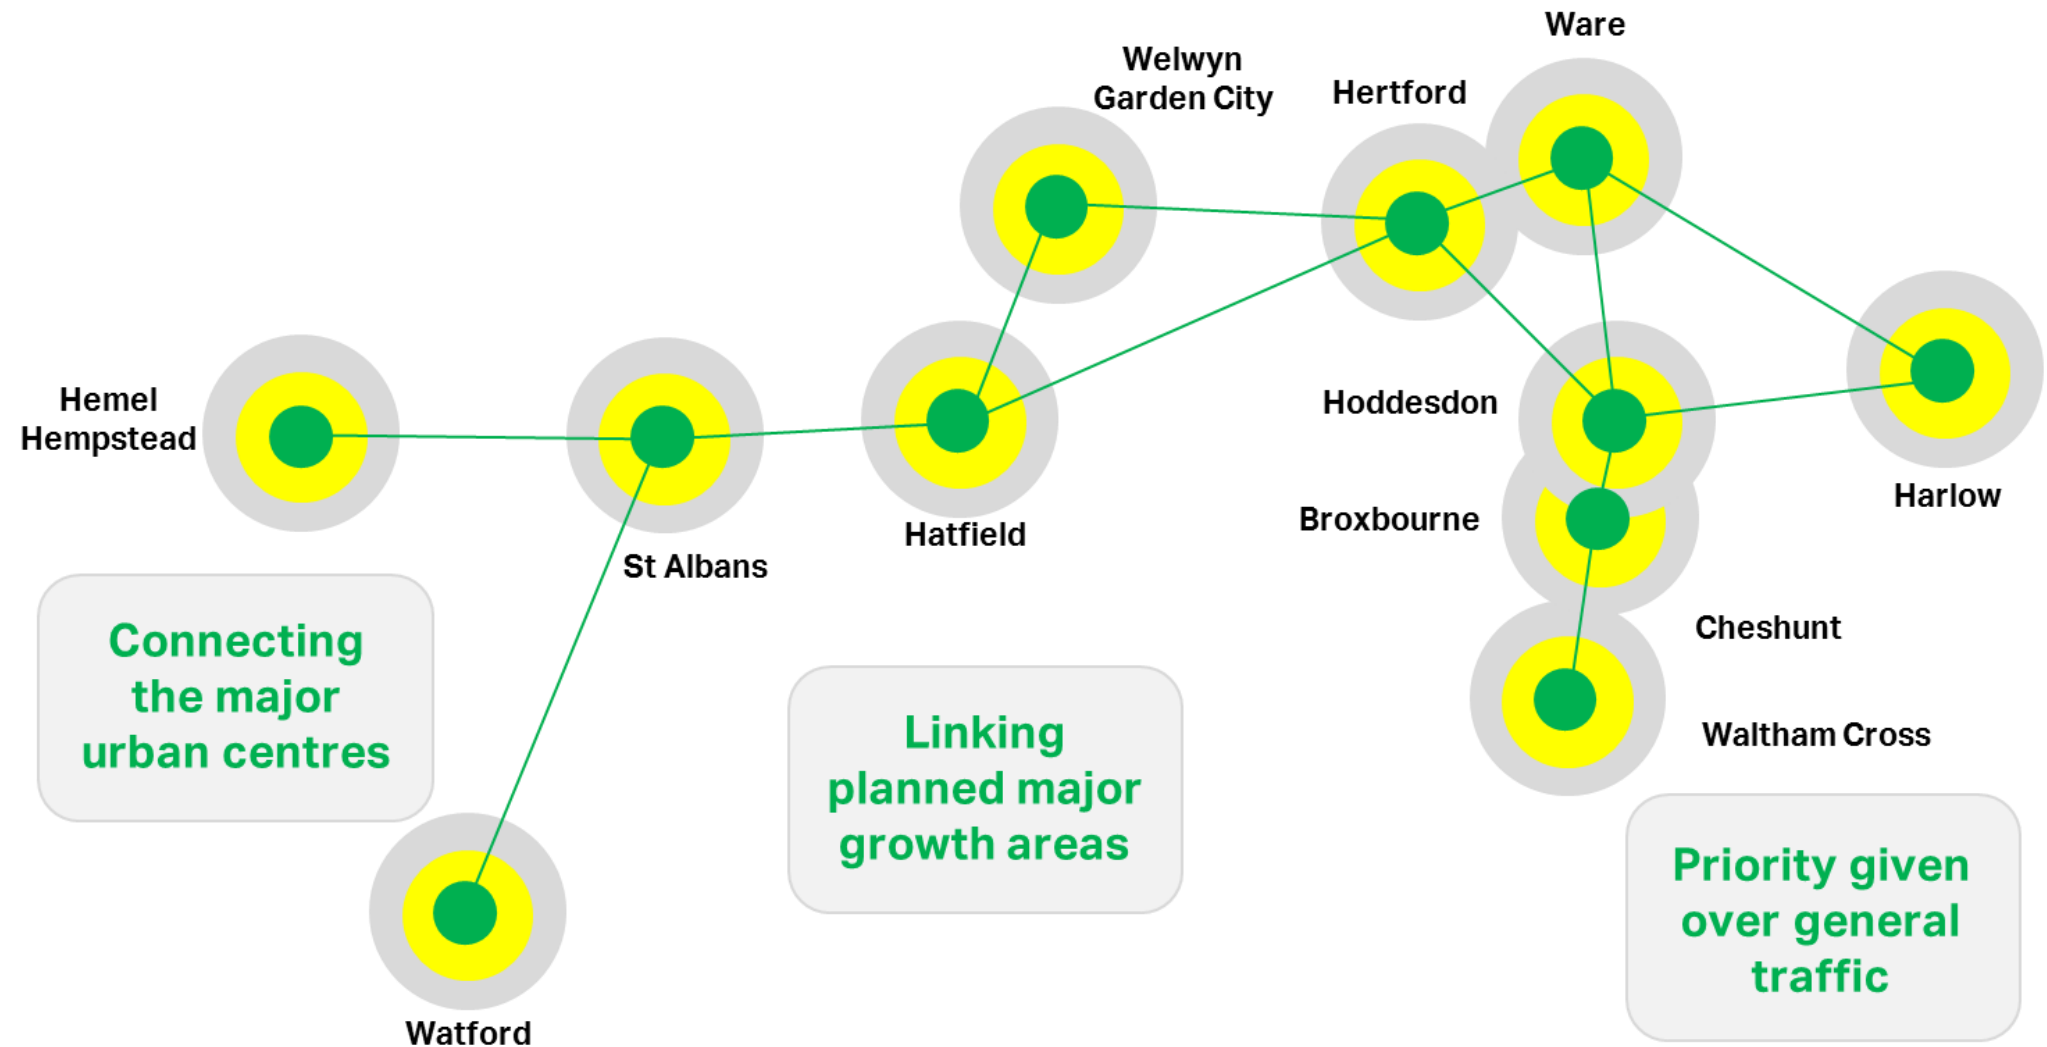 Ware
Welwyn
Garden City
Hertford
Hemel
Hempstead
Hoddesdon
Harlow
Broxbourne
Hatfield
St Albans
Cheshunt
Connecting
the major
urban centres
Linking
planned major
growth areas
Waltham Cross
Priority given
over general
traffic
Watford